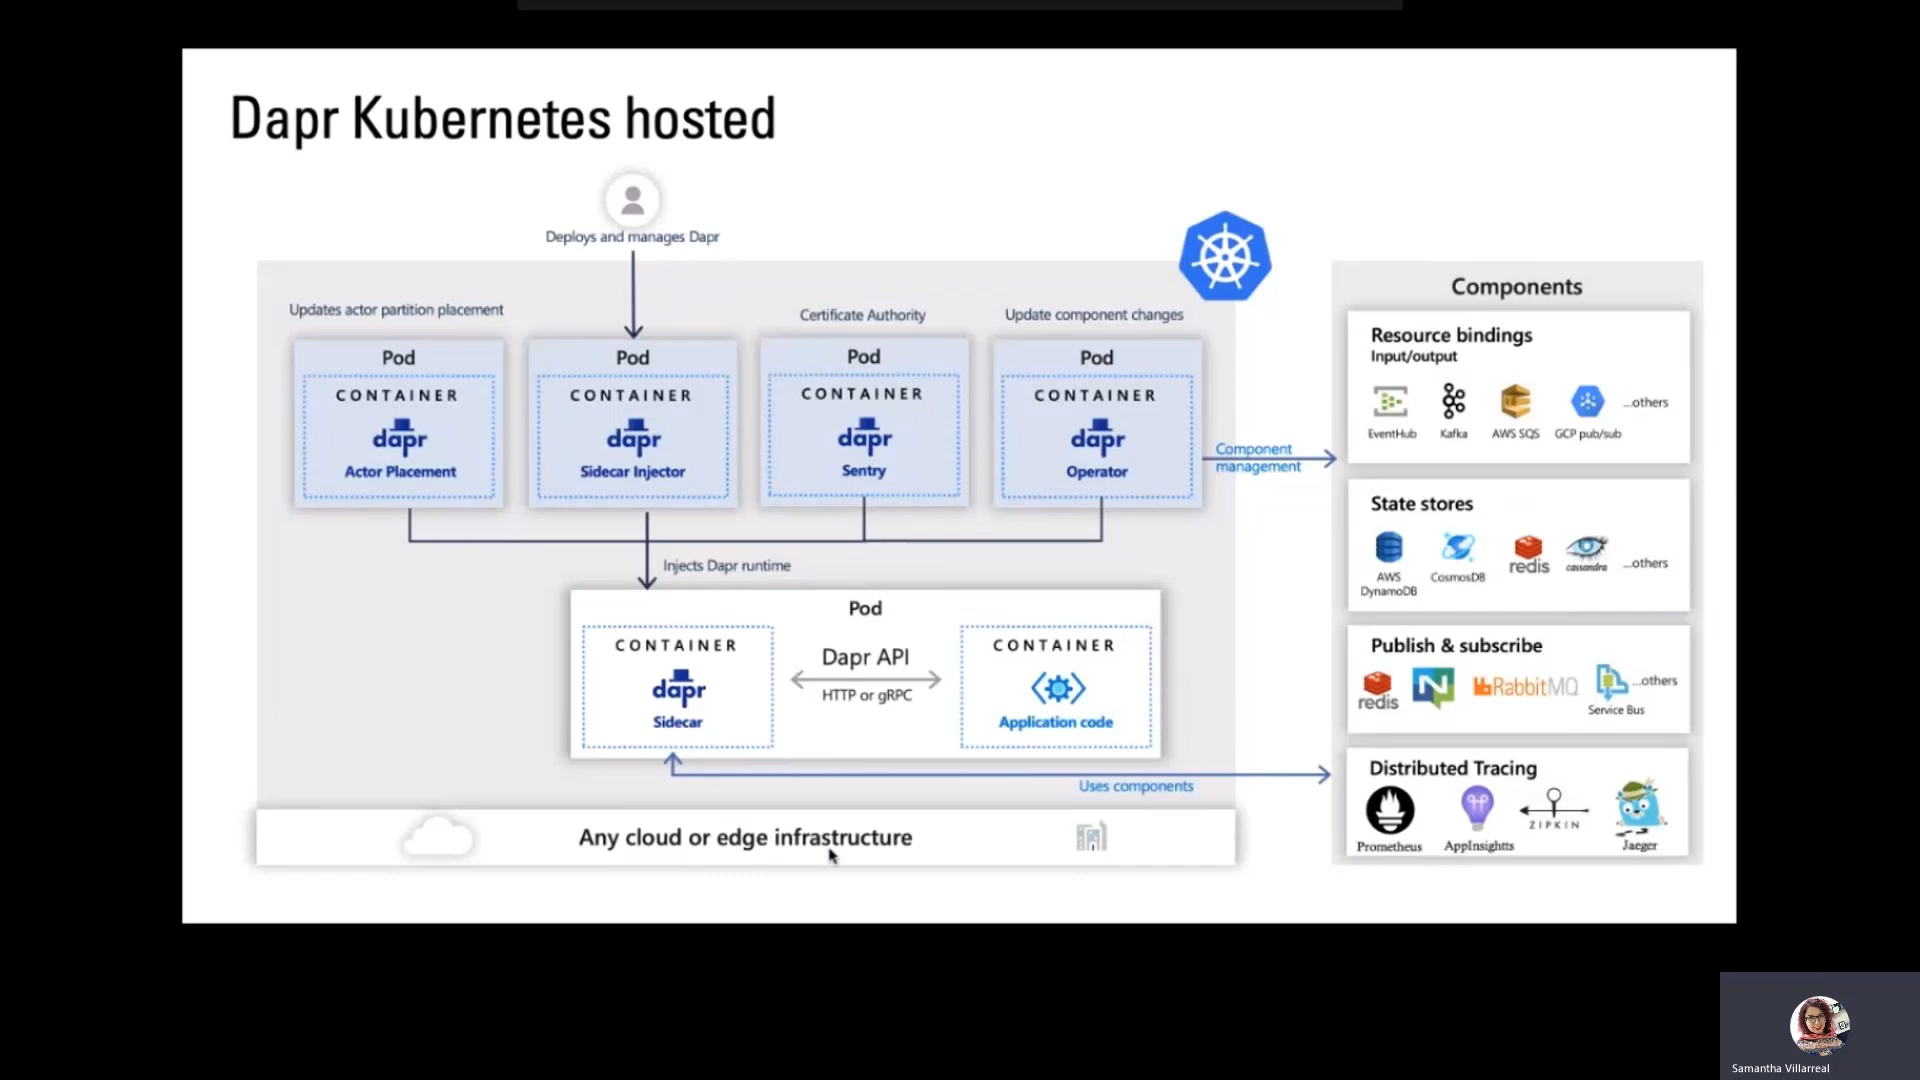 Dapr Kubernetes hosted
Deploys and manages Dapr
Updates actor partition placement
Certificate Authority
Update component changes
Pod
CONTAINER
dapr
Actor Placement
Pod
CONTAINER
dapr
Sidecar Injector
Pod
CONTAINER
dapr
Sentry
Pod
CONTAINER
dapr
Operator
Component
management
Injects Dapr runtime
Pod
CONTAINER
dapr
Sidecar
Dapr API
HTTP or gRPC
CONTAINER
Application code
Uses components
Any cloud or edge infrastructure
Components
Resource bindings
Input/output
EventHub
Kafka
AWS SQS
GCP pub/sub
...others
State stores
AWS
DynamoDB
CosmosDB
redis
cassandra
...others
Publish & subscribe
redis
N
RabbitMQ
Service Bus
...others
Distributed Tracing
Prometheus
AppInsightts
ZIPKIN
Jaeger
Samantha Villarreal